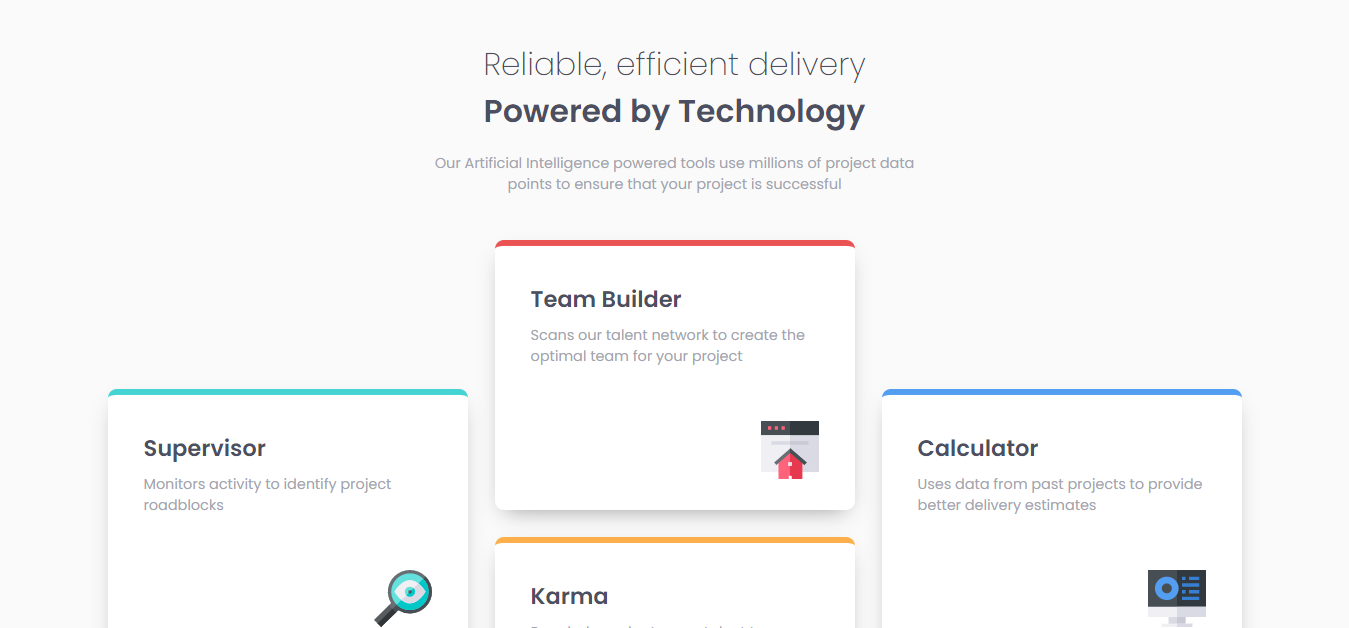 Reliable, efficient delivery
Powered by Technology
Our Artificial Intelligence powered tools use millions of project data
points to ensure that your project is successful
Team Builder
Scans our talent network to create the
optimal team for your project
Supervisor
Monitors activity to identify project
roadblocks
Calculator
Uses data from past projects to provide
better delivery estimates
Karma